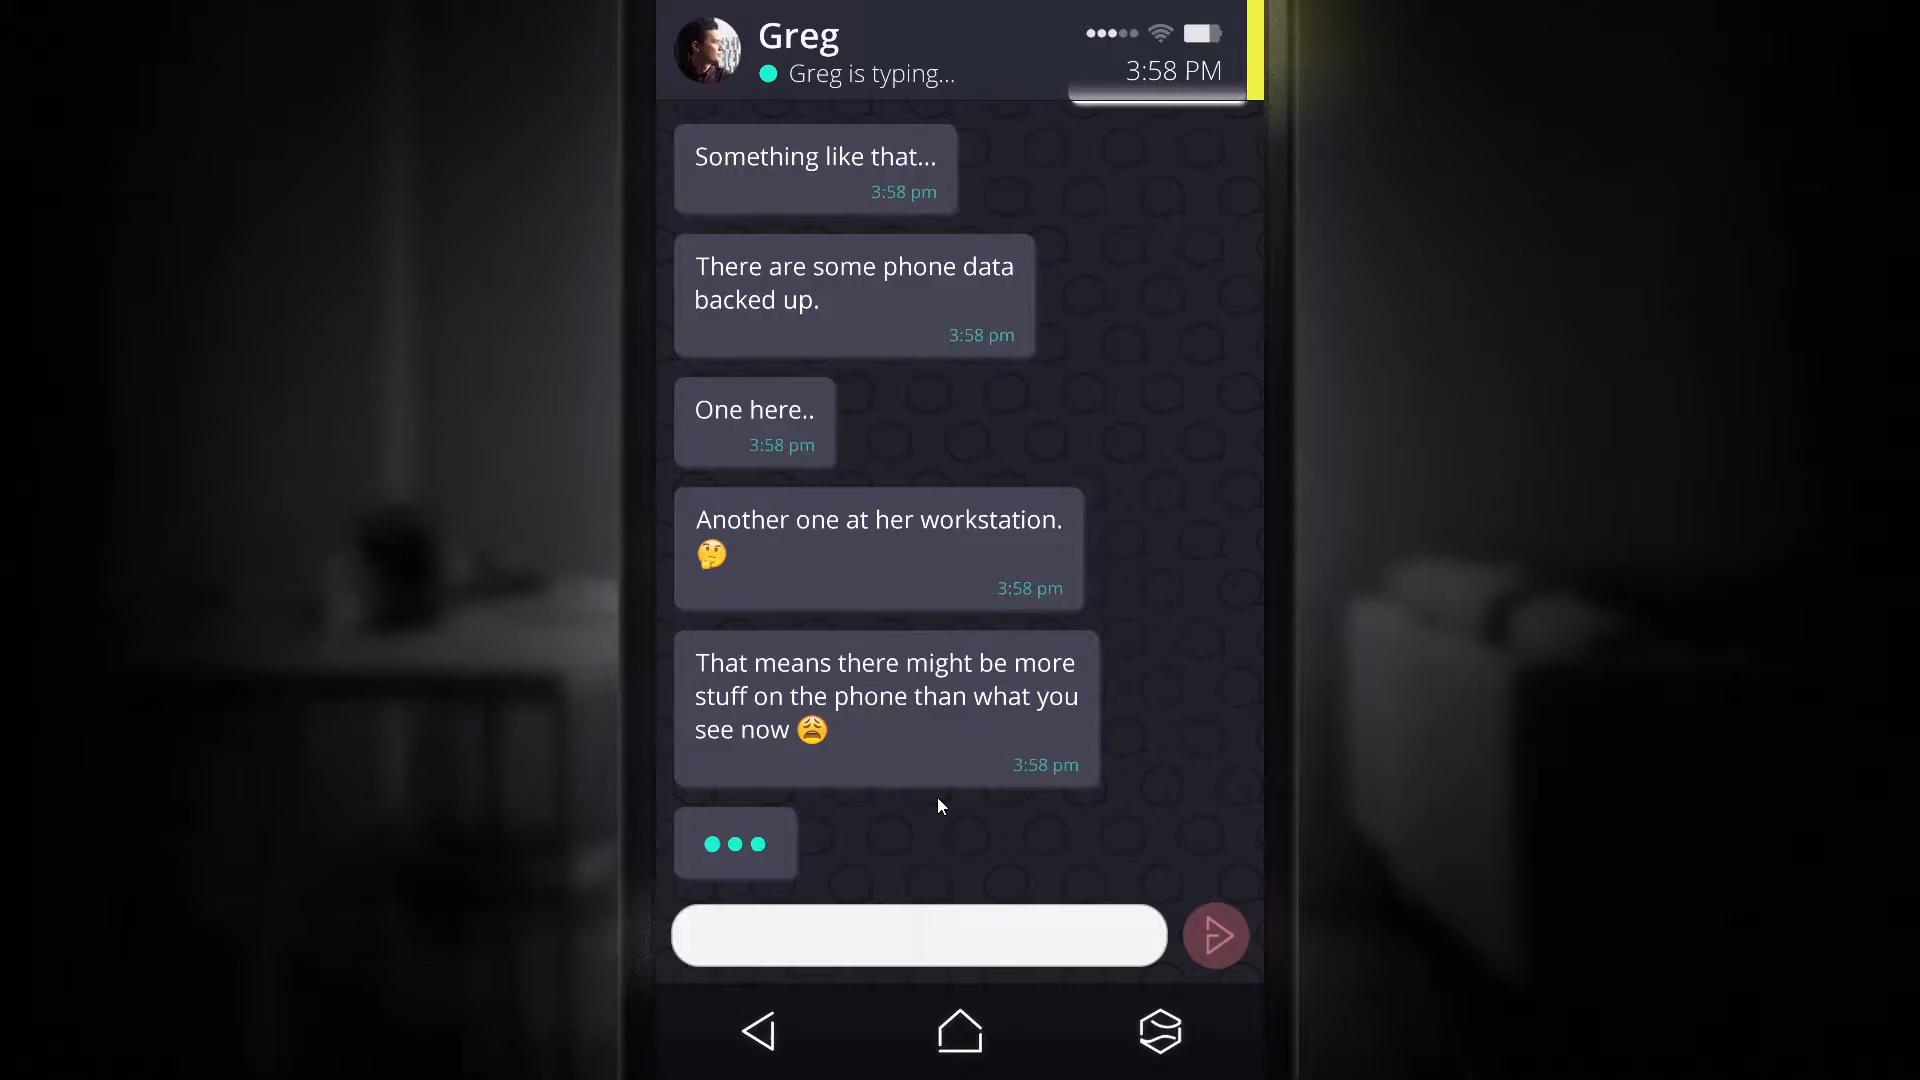 Greg
Greg is typing...
3:58 PM
Something like that...
3:58 pm
There are some phone data
backed up.
3:58 pm
One here..
3:58 pm
Another one at her workstation.
🤔
3:58 pm
That means there might be more
stuff on the phone than what you
see now 😩
3:58 pm